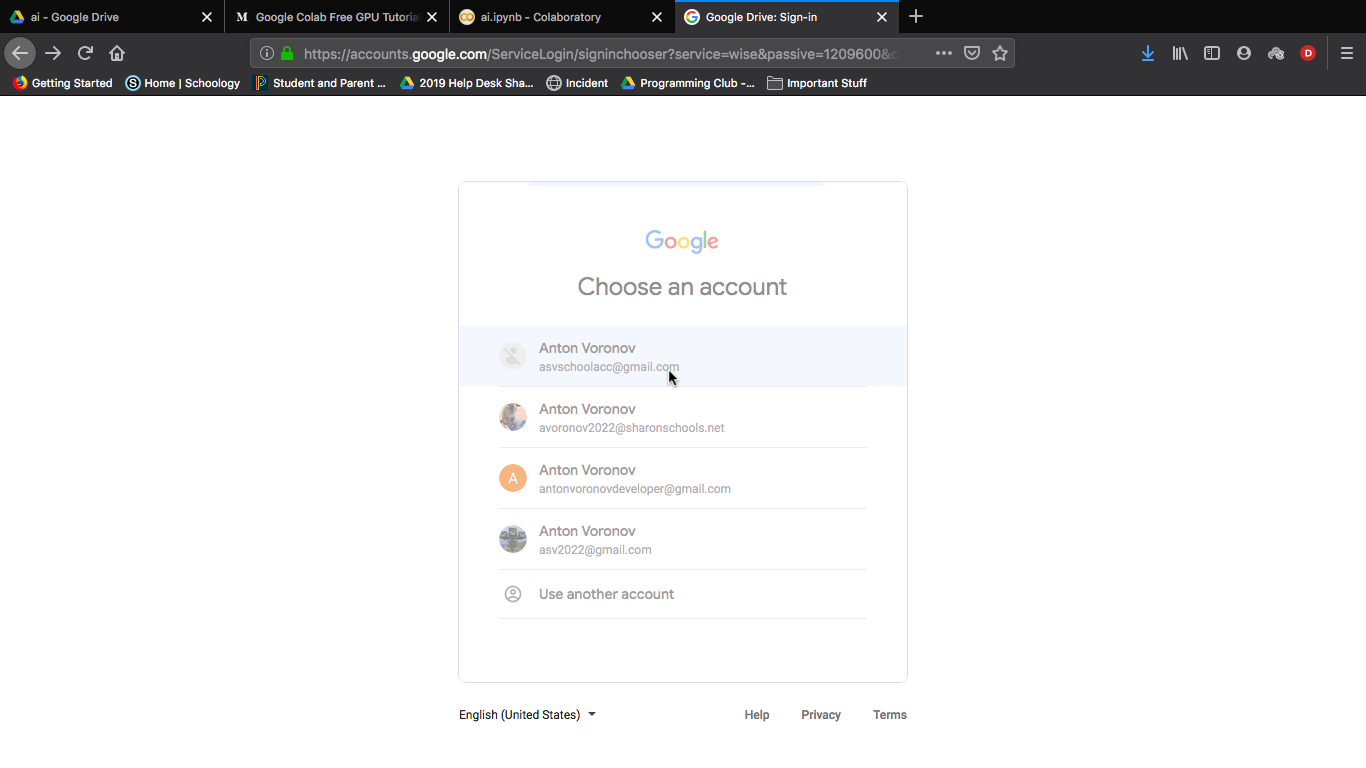 ai - Google Drive
Google Colab Free GPU Tutorial
ai.ipynb - Colaboratory
Google Drive: Sign-in
https://accounts.google.com/ServiceLogin/signinchooser?service=wise&passive=1209600&c
D
Getting Started
Home | Schoology
Student and Parent ...
2019 Help Desk Sha...
Incident
Programming Club -...
Important Stuff
Google
Choose an account
Anton Voronov
asvschoolacc@gmail.com
Anton Voronov
avoronov2022@sharonschools.net
A
Anton Voronov
antonvoronovdeveloper@gmail.com
Anton Voronov
asv2022@gmail.com
Use another account
English (United States)
Help
Privacy
Terms